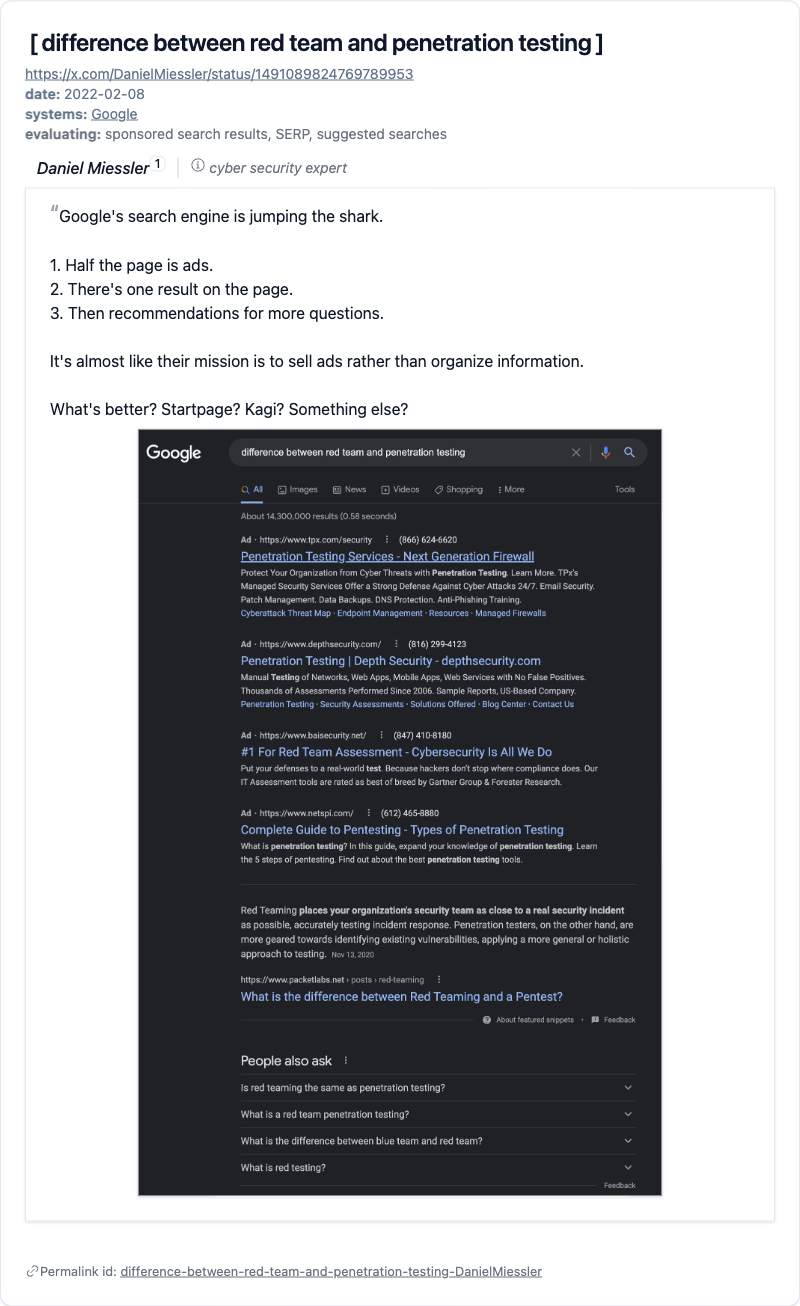 [ difference between red team and penetration testing ]
https://x.com/DanielMiessler/status/1491089824769789953
date: 2022-02-08
systems: Google
evaluating: sponsored search results, SERP, suggested searches
Daniel Miessler 1 cyber security expert
“Google's search engine is jumping the shark.
1. Half the page is ads.
2. There's one result on the page.
3. Then recommendations for more questions.
It's almost like their mission is to sell ads rather than organize information.
What's better? Startpage? Kagi? Something else?
Google difference between red team and penetration testing
All Images News Videos Shopping More Tools
About 14,300,000 results (0.58 seconds)
Ad · https://www.tpx.com/security (866) 624-6620
Penetration Testing Services - Next Generation Firewall
Protect Your Organization from Cyber Threats with Penetration Testing. Learn More. TPx's
Managed Security Services Offer a Strong Defense Against Cyber Attacks 24/7. Email Security.
Patch Management. Data Backups. DNS Protection. Anti-Phishing Training.
Cyberattack Threat Map · Endpoint Management · Resources · Managed Firewalls
Ad · https://www.depthsecurity.com/ (816) 299-4123
Penetration Testing | Depth Security - depthsecurity.com
Manual Testing of Networks, Web Apps, Mobile Apps, Web Services with No False Positives.
Thousands of Assessments Performed Since 2006. Sample Reports, US-Based Company.
Penetration Testing · Security Assessments · Solutions Offered · Blog Center · Contact Us
Ad · https://www.baisecurity.net/ (847) 410-8180
#1 For Red Team Assessment - Cybersecurity Is All We Do
Put your defenses to a real-world test. Because hackers don't stop where compliance does. Our
IT Assessment tools are rated as best of breed by Gartner Group & Forester Research.
Ad · https://www.netspi.com/ (612) 465-8880
Complete Guide to Pentesting - Types of Penetration Testing
What is penetration testing? In this guide, expand your knowledge of penetration testing. Learn
the 5 steps of pentesting. Find out about the best penetration testing tools.
Red Teaming places your organization's security team as close to a real security incident
as possible, accurately testing incident response. Penetration testers, on the other hand, are
more geared towards identifying existing vulnerabilities, applying a more general or holistic
approach to testing. Nov 13, 2020
https://www.packetlabs.net › posts › red-teaming
What is the difference between Red Teaming and a Pentest?
About featured snippets · Feedback
People also ask
Is red teaming the same as penetration testing?
What is a red team penetration testing?
What is the difference between blue team and red team?
What is red testing?
Feedback
Permalink id: difference-between-red-team-and-penetration-testing-DanielMiessler